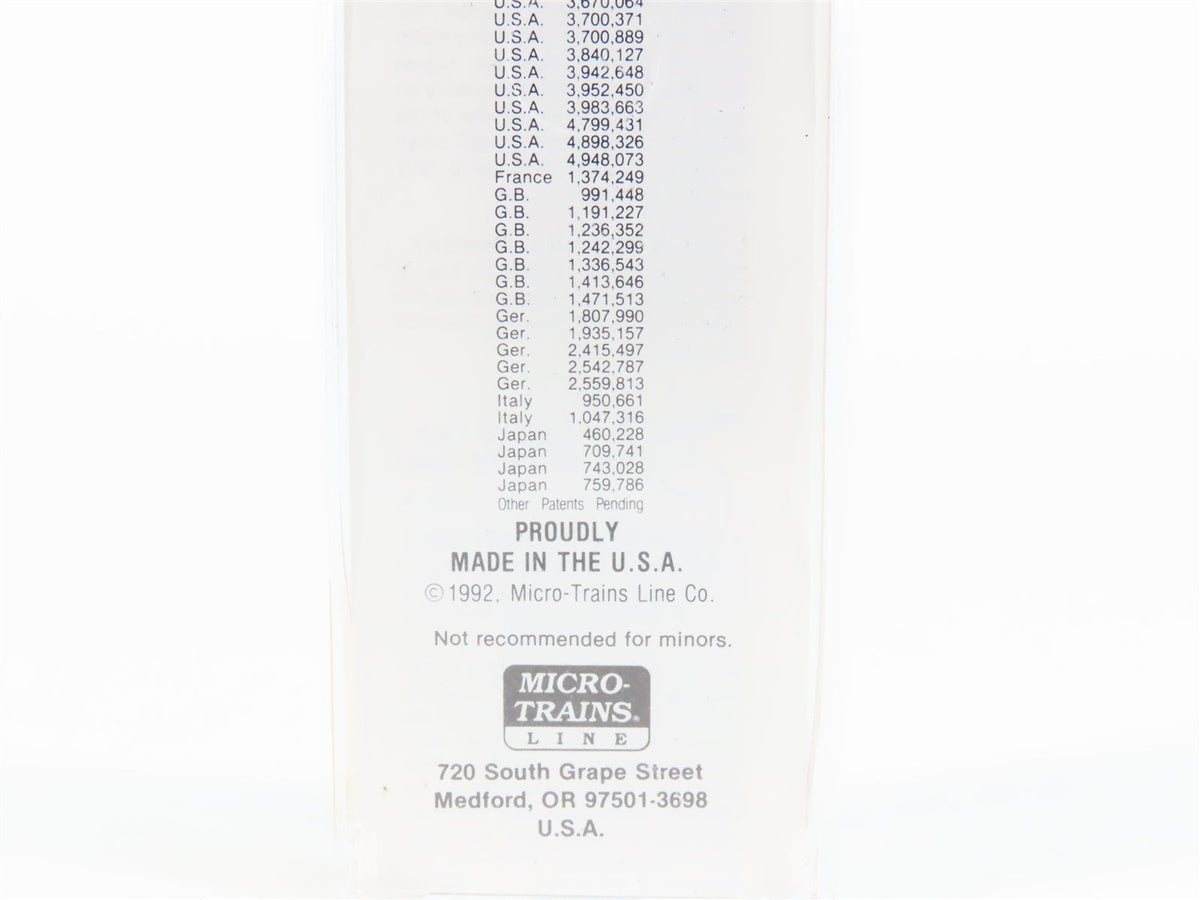 U.S.A. 3,670,064
U.S.A. 3,700,371
U.S.A. 3,700,889
U.S.A. 3,840,127
U.S.A. 3,942,648
U.S.A. 3,952,450
U.S.A. 3,983,663
U.S.A. 4,799,431
U.S.A. 4,898,326
U.S.A. 4,948,073
France 1,374,249
G.B. 991,448
G.B. 1,191,227
G.B. 1,236,352
G.B. 1,242,299
G.B. 1,336,543
G.B. 1,413,646
G.B. 1,471,513
Ger. 1,807,990
Ger. 1,935,157
Ger. 2,415,497
Ger. 2,542,787
Ger. 2,559,813
Italy 950,661
Italy 1,047,316
Japan 460,228
Japan 709,741
Japan 743,028
Japan 759,786
Other Patents Pending
PROUDLY
MADE IN THE U.S.A.
©1992, Micro-Trains Line Co.
Not recommended for minors.
MICRO-
TRAINS®
LINE
720 South Grape Street
Medford, OR 97501-3698
U.S.A.